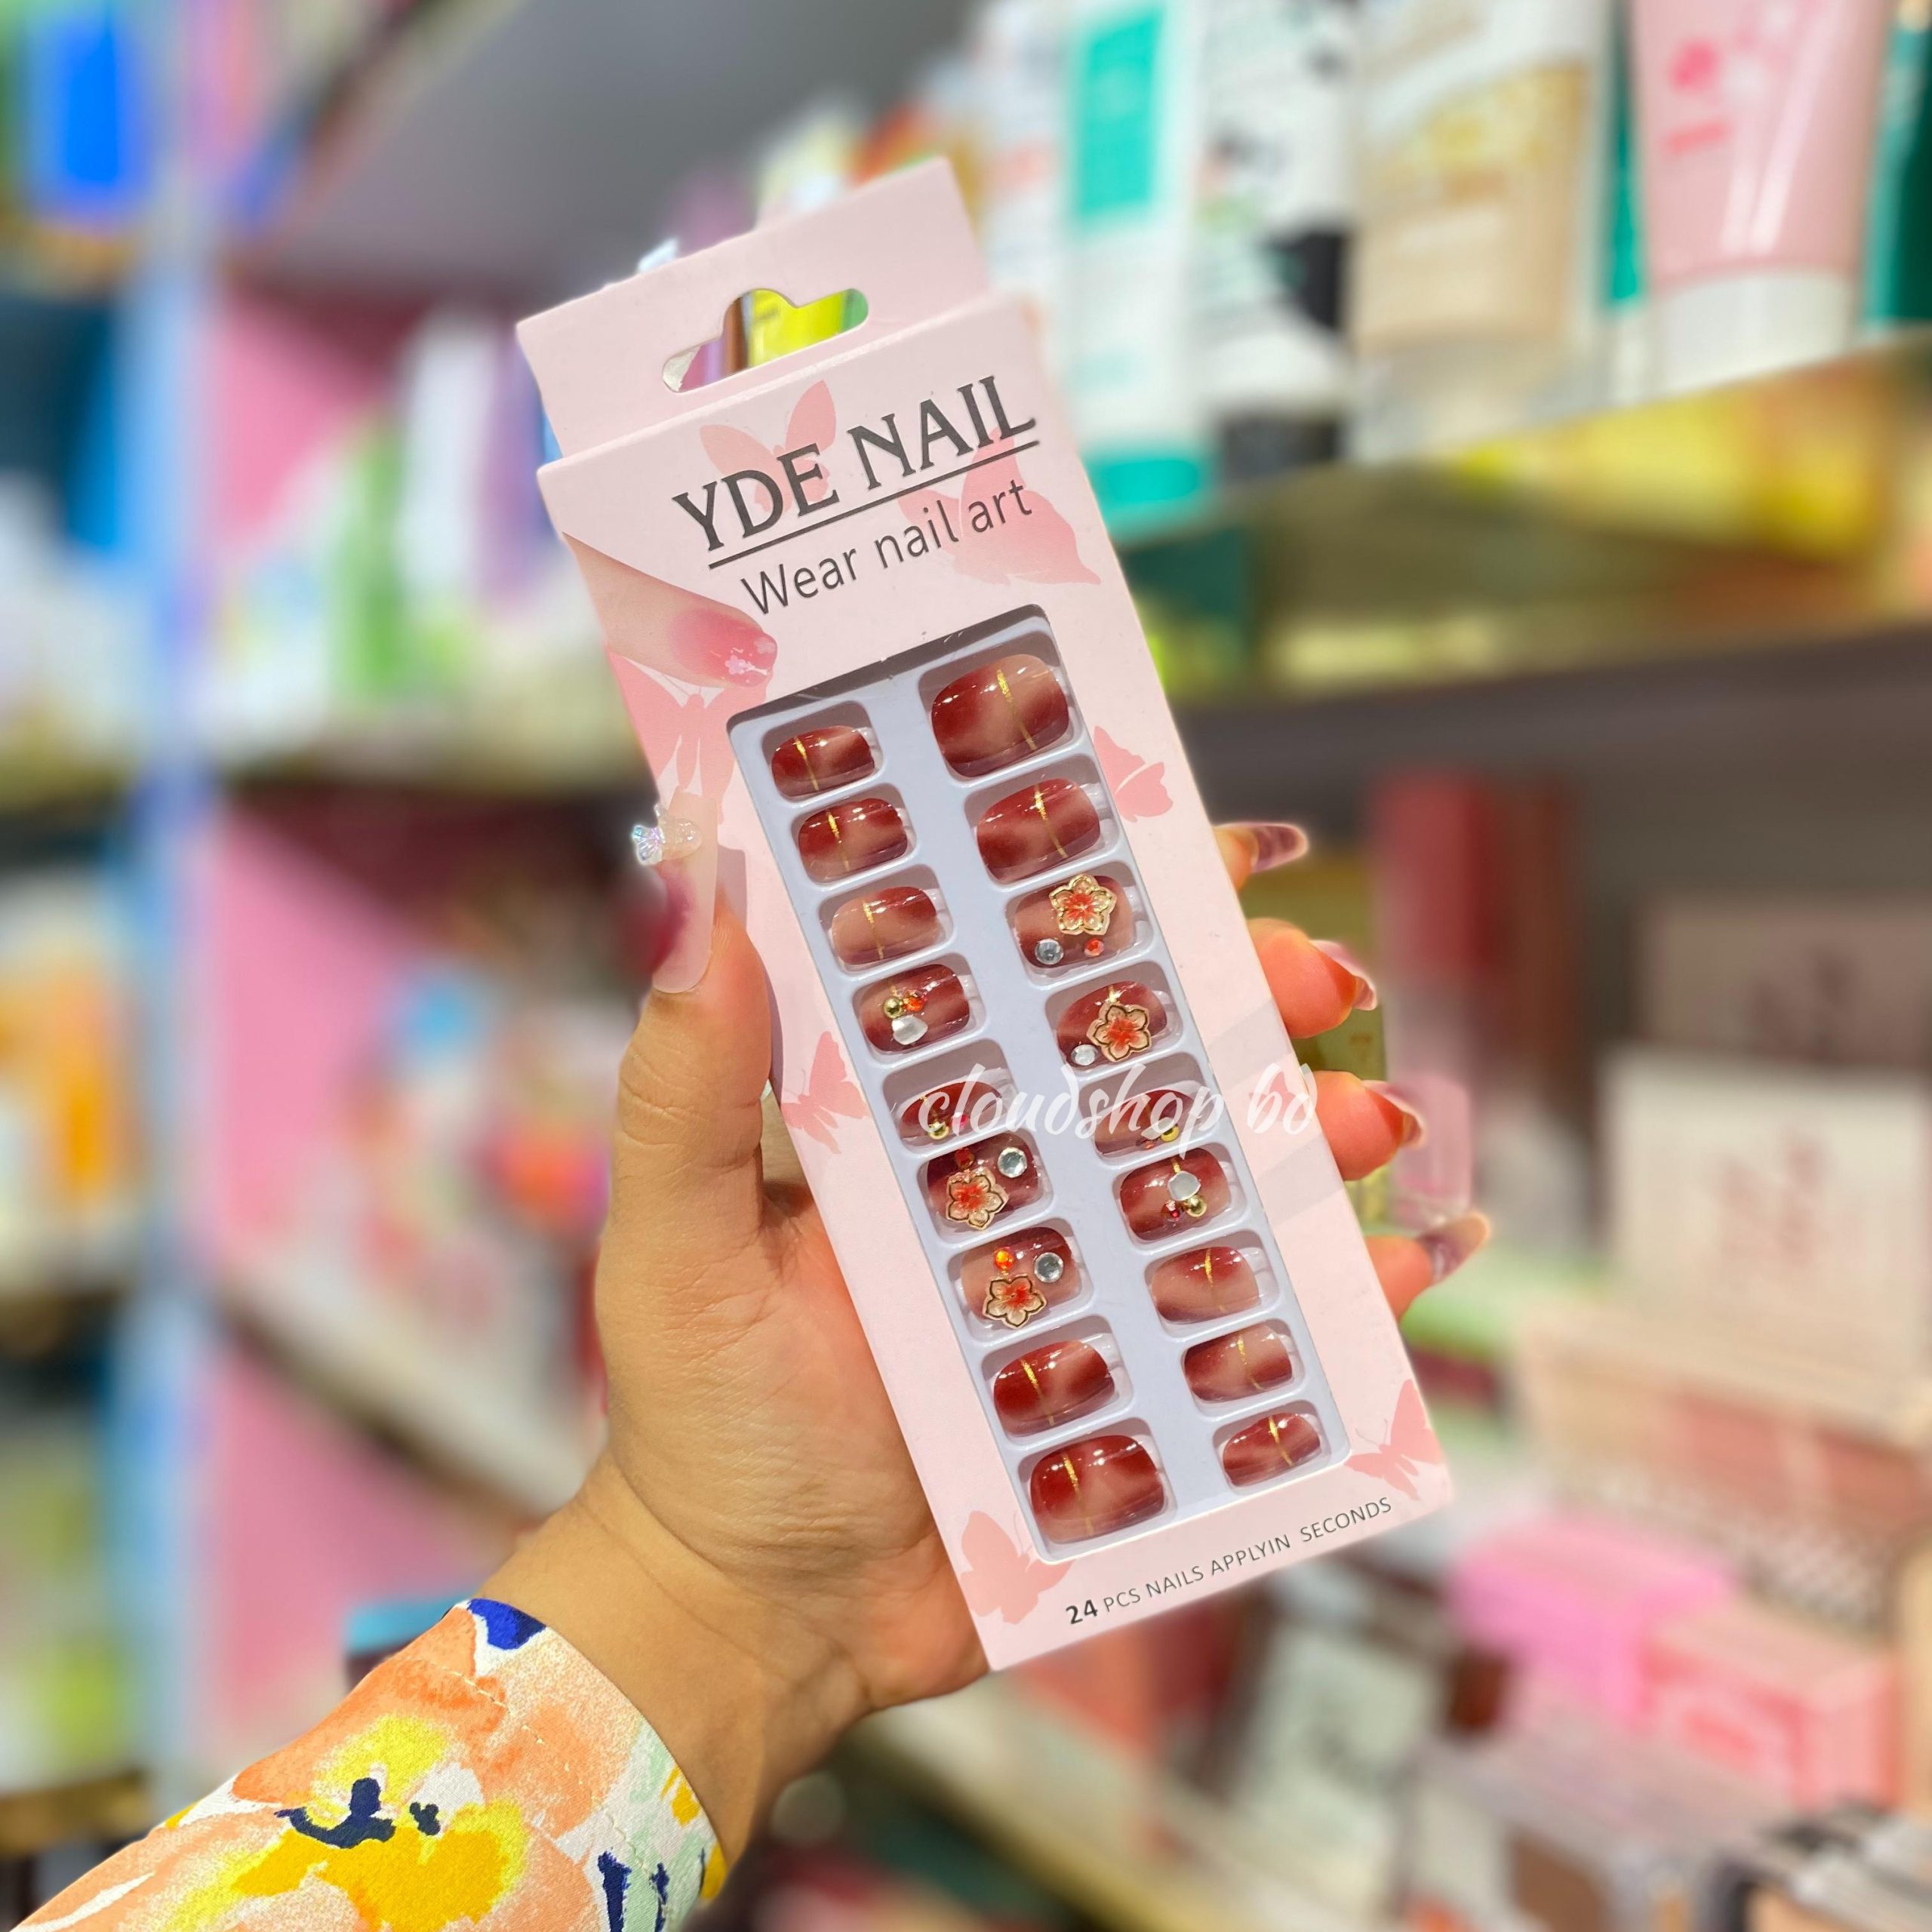 YDE NAIL
Wear nail art
cloudshop bd
24 PCS NAILS APPLYIN SECONDS